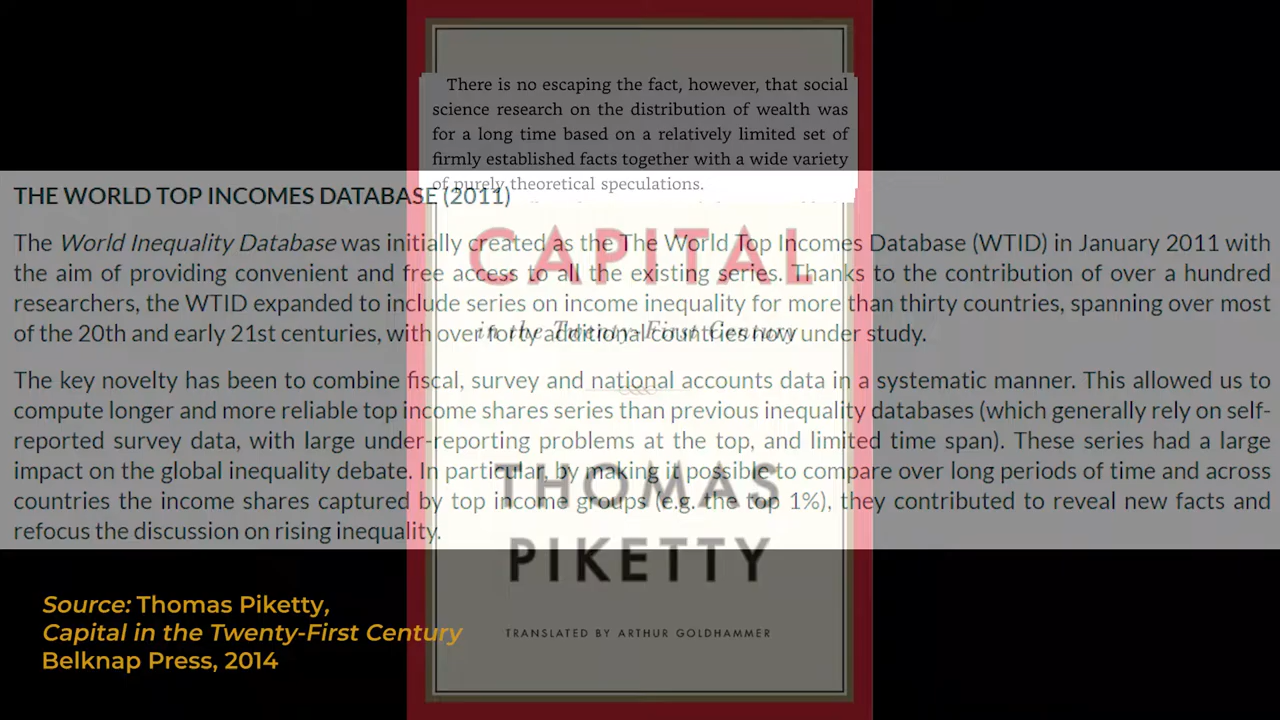 There is no escaping the fact, however, that social
science research on the distribution of wealth was
for a long time based on a relatively limited set of
firmly established facts together with a wide variety
of purely theoretical speculations.
THE WORLD TOP INCOMES DATABASE (2011)
The World Inequality Database was initially created as the The World Top Incomes Database (WTID) in January 2011 with
the aim of providing convenient and free access to all the existing series. Thanks to the contribution of over a hundred
researchers, the WTID expanded to include series on income inequality for more than thirty countries, spanning over most
of the 20th and early 21st centuries, with over forty additional countries now under study.
The key novelty has been to combine fiscal, survey and national accounts data in a systematic manner. This allowed us to
compute longer and more reliable top income shares series than previous inequality databases (which generally rely on self-
reported survey data, with large under-reporting problems at the top, and limited time span). These series had a large
impact on the global inequality debate. In particular, by making it possible to compare over long periods of time and across
countries the income shares captured by top income groups (e.g. the top 1%), they contributed to reveal new facts and
refocus the discussion on rising inequality.
CAPITAL
in the Twenty-First Century
THOMAS
PIKETTY
TRANSLATED BY ARTHUR GOLDHAMMER
Source: Thomas Piketty,
Capital in the Twenty-First Century
Belknap Press, 2014